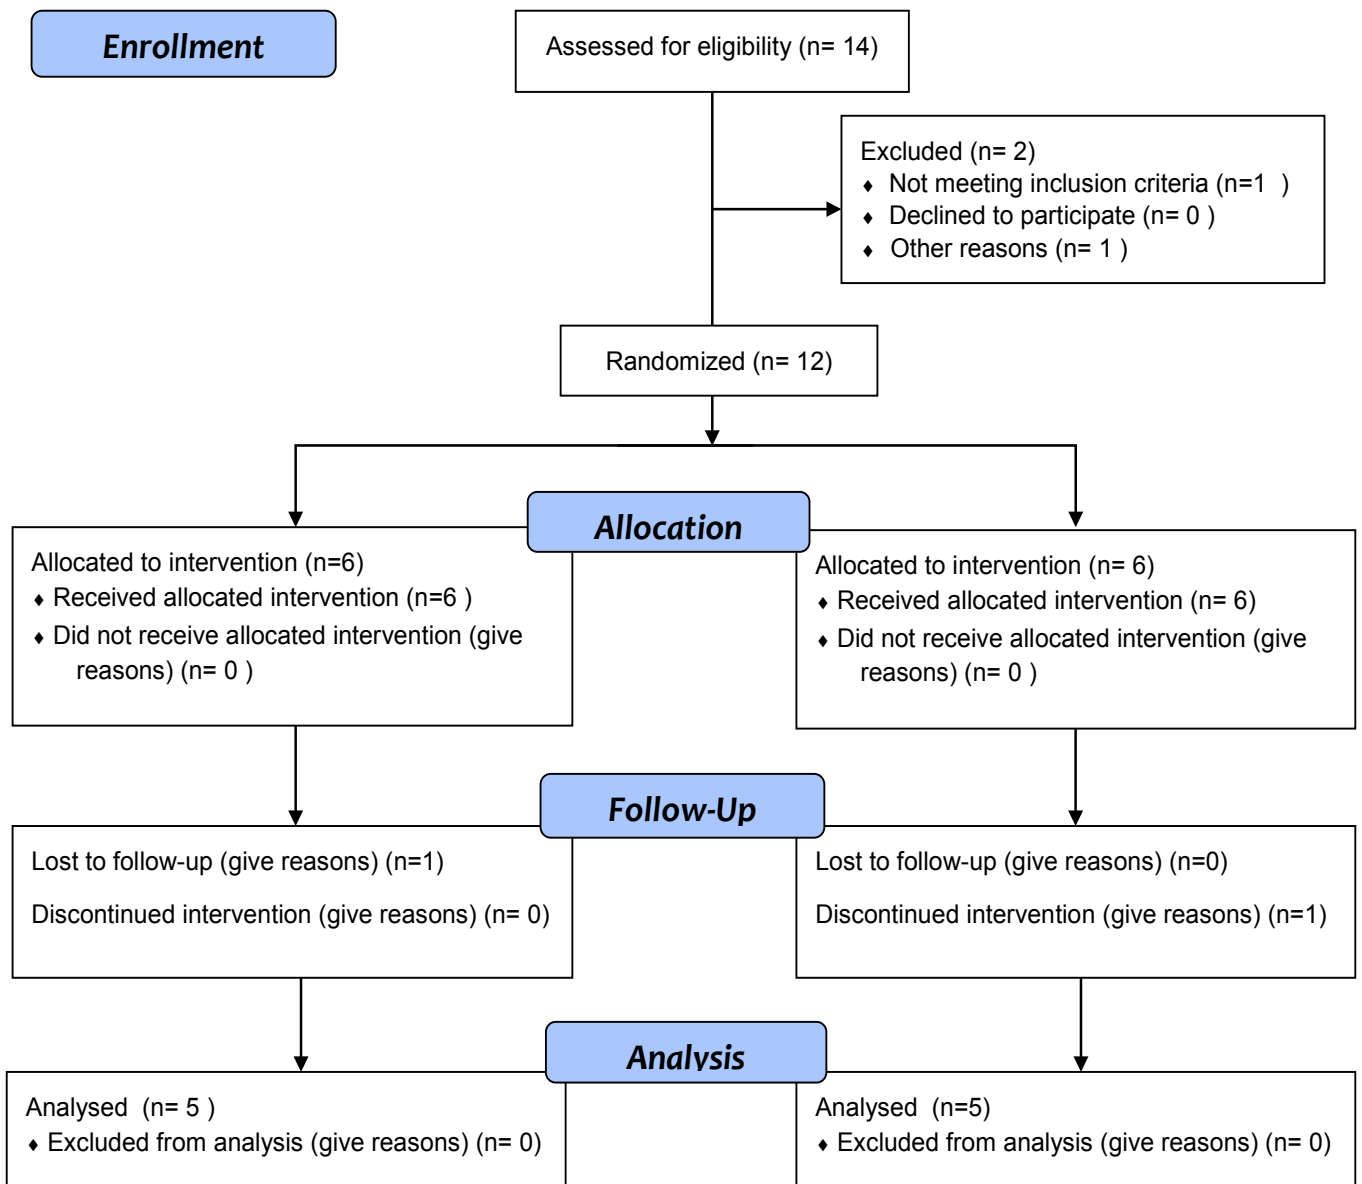 Enrollment
Assessed for eligibility (n= 14)
Excluded (n= 2)
♦ Not meeting inclusion criteria (n=1 )
♦ Declined to participate (n= 0 )
♦ Other reasons (n= 1 )
Randomized (n= 12)
Allocation
Allocated to intervention (n=6)
♦ Received allocated intervention (n=6 )
♦ Did not receive allocated intervention (give
reasons) (n= 0 )
Allocated to intervention (n= 6)
♦ Received allocated intervention (n= 6)
♦ Did not receive allocated intervention (give
reasons) (n= 0 )
Follow-Up
Lost to follow-up (give reasons) (n=1)
Discontinued intervention (give reasons) (n= 0)
Lost to follow-up (give reasons) (n=0)
Discontinued intervention (give reasons) (n=1)
Analysis
Analysed (n= 5 )
♦ Excluded from analysis (give reasons) (n= 0)
Analysed (n=5)
♦ Excluded from analysis (give reasons) (n= 0)